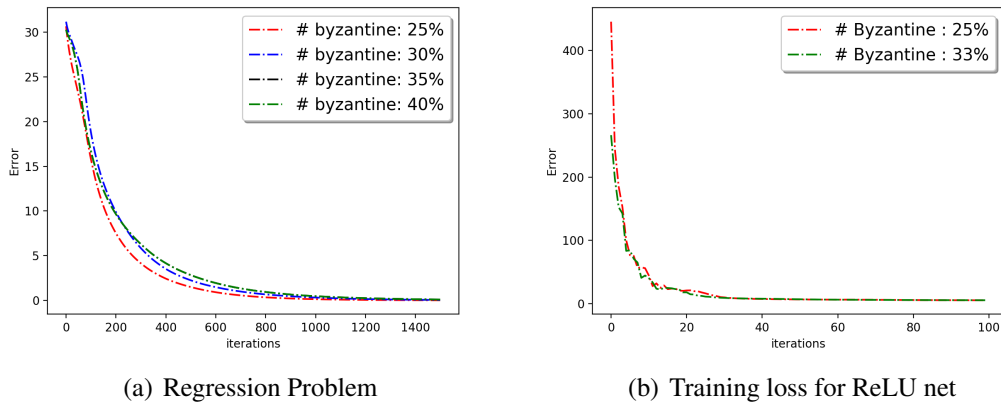 # byzantine: 25%
# byzantine: 30%
# byzantine: 35%
# byzantine: 40%
30
25
20
15
10
5
0
Error
0 200 400 600 800 1000 1200 1400
iterations
(a) Regression Problem
# Byzantine : 25%
# Byzantine : 33%
400
300
200
100
0
Error
0 20 40 60 80 100
iterations
(b) Training loss for ReLU net